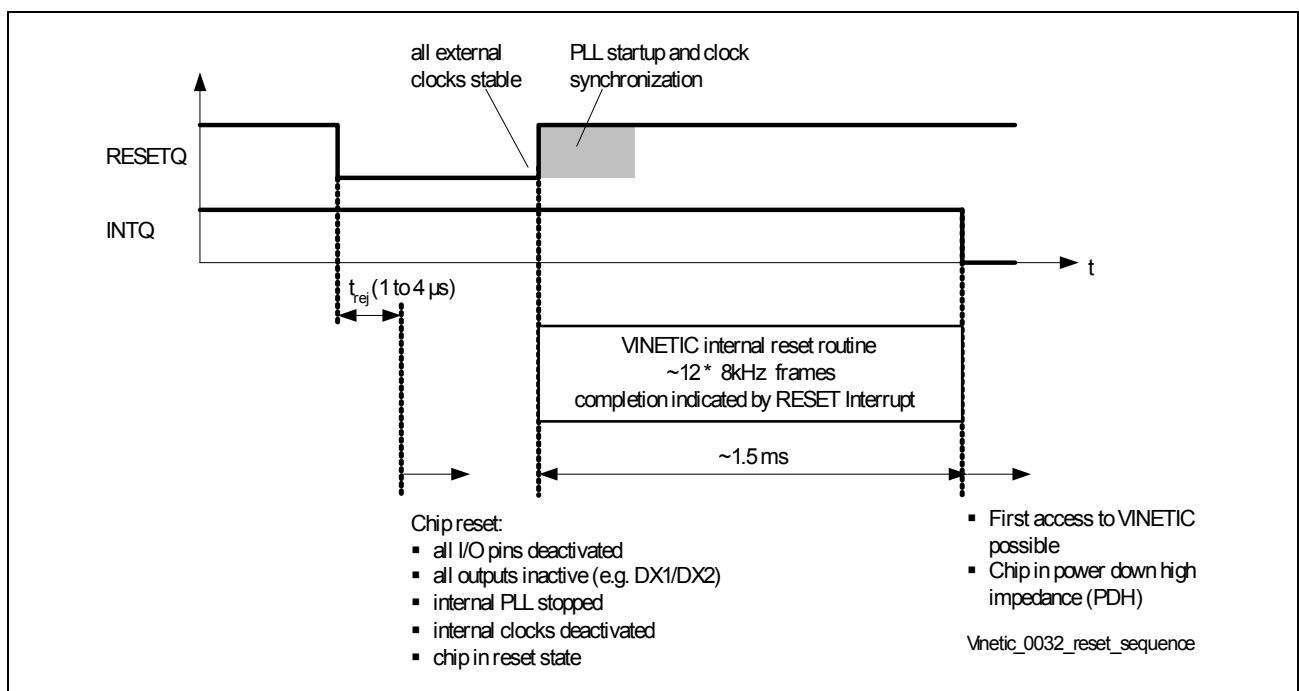 all external
clocks stable
PLL startup and clock
synchronization
RESETQ
INTQ
t
trej (1 to 4 µs)
VINETIC internal reset routine
~12 * 8kHz frames
completion indicated by RESET Interrupt
~1.5 ms
Chip reset:
▪ all I/O pins deactivated
▪ all outputs inactive (e.g. DX1/DX2)
▪ internal PLL stopped
▪ internal clocks deactivated
▪ chip in reset state
▪ First access to VINETIC
possible
▪ Chip in power down high
impedance (PDH)
Vinetic_0032_reset_sequence